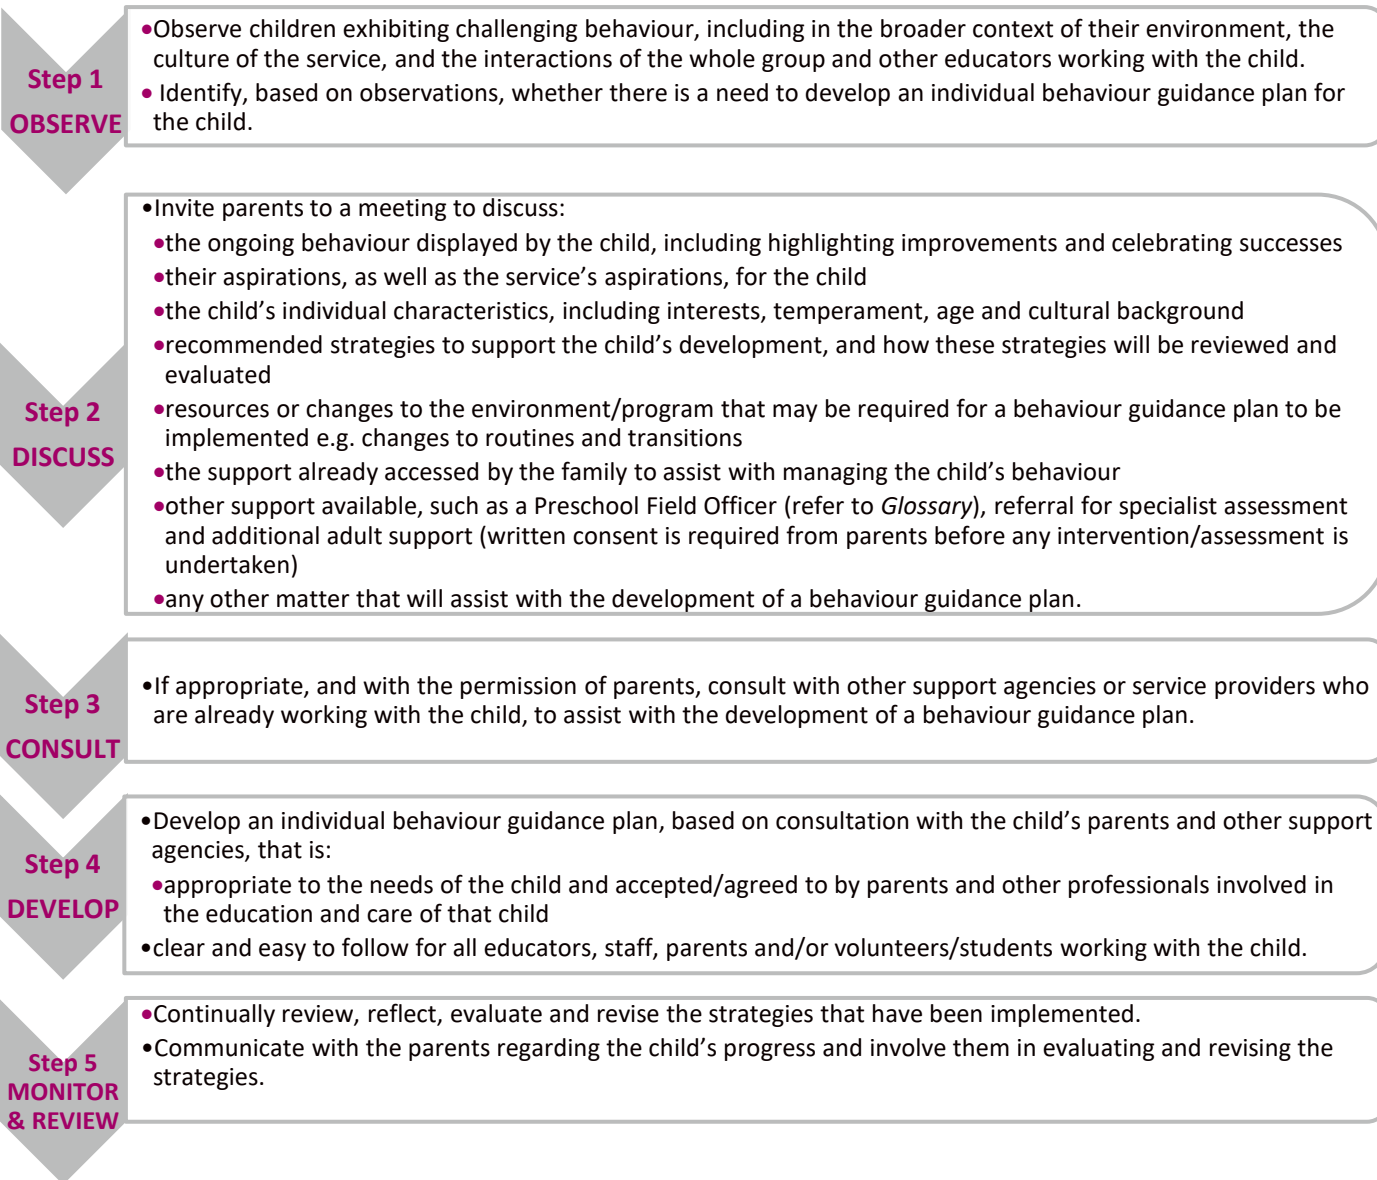 Step 1
OBSERVE
•Observe children exhibiting challenging behaviour, including in the broader context of their environment, the
culture of the service, and the interactions of the whole group and other educators working with the child.
• Identify, based on observations, whether there is a need to develop an individual behaviour guidance plan for
the child.
Step 2
DISCUSS
•Invite parents to a meeting to discuss:
•the ongoing behaviour displayed by the child, including highlighting improvements and celebrating successes
•their aspirations, as well as the service’s aspirations, for the child
•the child’s individual characteristics, including interests, temperament, age and cultural background
•recommended strategies to support the child’s development, and how these strategies will be reviewed and
evaluated
•resources or changes to the environment/program that may be required for a behaviour guidance plan to be
implemented e.g. changes to routines and transitions
•the support already accessed by the family to assist with managing the child’s behaviour
•other support available, such as a Preschool Field Officer (refer to Glossary), referral for specialist assessment
and additional adult support (written consent is required from parents before any intervention/assessment is
undertaken)
•any other matter that will assist with the development of a behaviour guidance plan.
Step 3
CONSULT
•If appropriate, and with the permission of parents, consult with other support agencies or service providers who
are already working with the child, to assist with the development of a behaviour guidance plan.
Step 4
DEVELOP
•Develop an individual behaviour guidance plan, based on consultation with the child’s parents and other support
agencies, that is:
•appropriate to the needs of the child and accepted/agreed to by parents and other professionals involved in
the education and care of that child
•clear and easy to follow for all educators, staff, parents and/or volunteers/students working with the child.
Step 5
MONITOR
& REVIEW
•Continually review, reflect, evaluate and revise the strategies that have been implemented.
•Communicate with the parents regarding the child’s progress and involve them in evaluating and revising the
strategies.